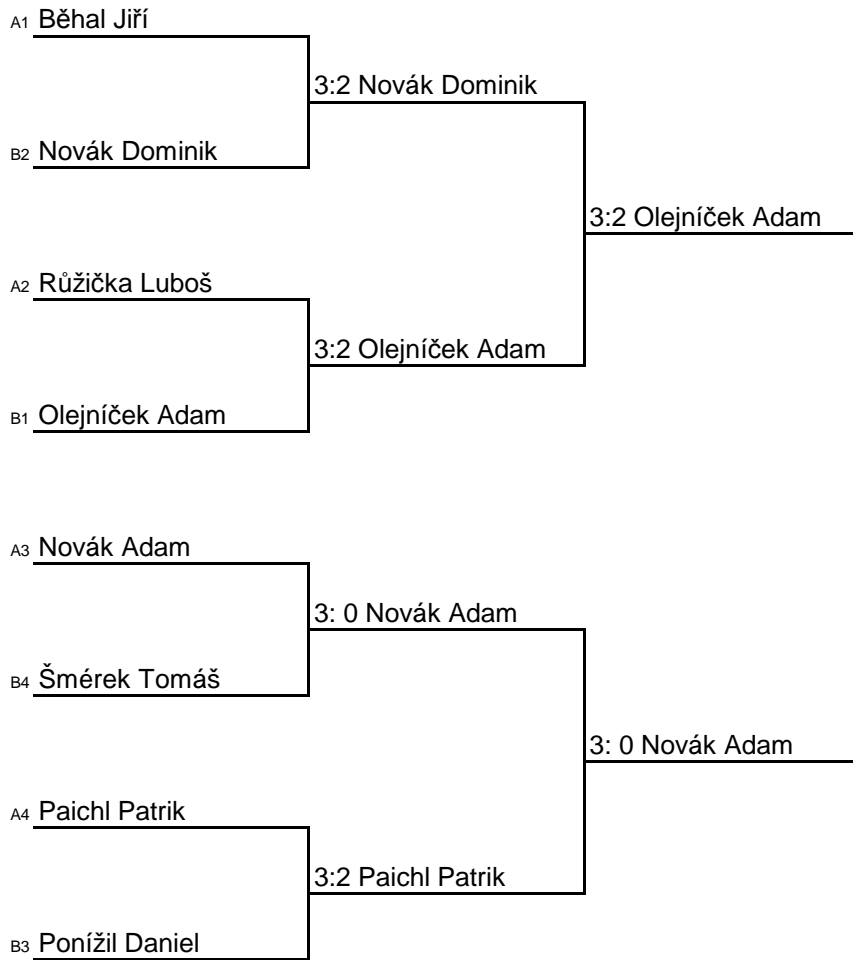 A1 Běhal Jiří
3:2 Novák Dominik
B2 Novák Dominik
3:2 Olejníček Adam
A2 Růžička Luboš
3:2 Olejníček Adam
B1 Olejníček Adam
A3 Novák Adam
3: 0 Novák Adam
B4 Šmérek Tomáš
3: 0 Novák Adam
A4 Paichl Patrik
3:2 Paichl Patrik
B3 Ponížil Daniel